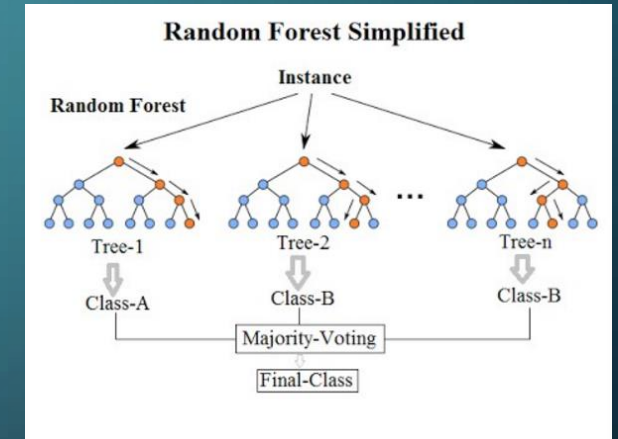 Random Forest Simplified
Instance
Random Forest
...
Tree-1 Tree-2 Tree-n
Class-A Class-B Class-B
Majority-Voting
Final-Class